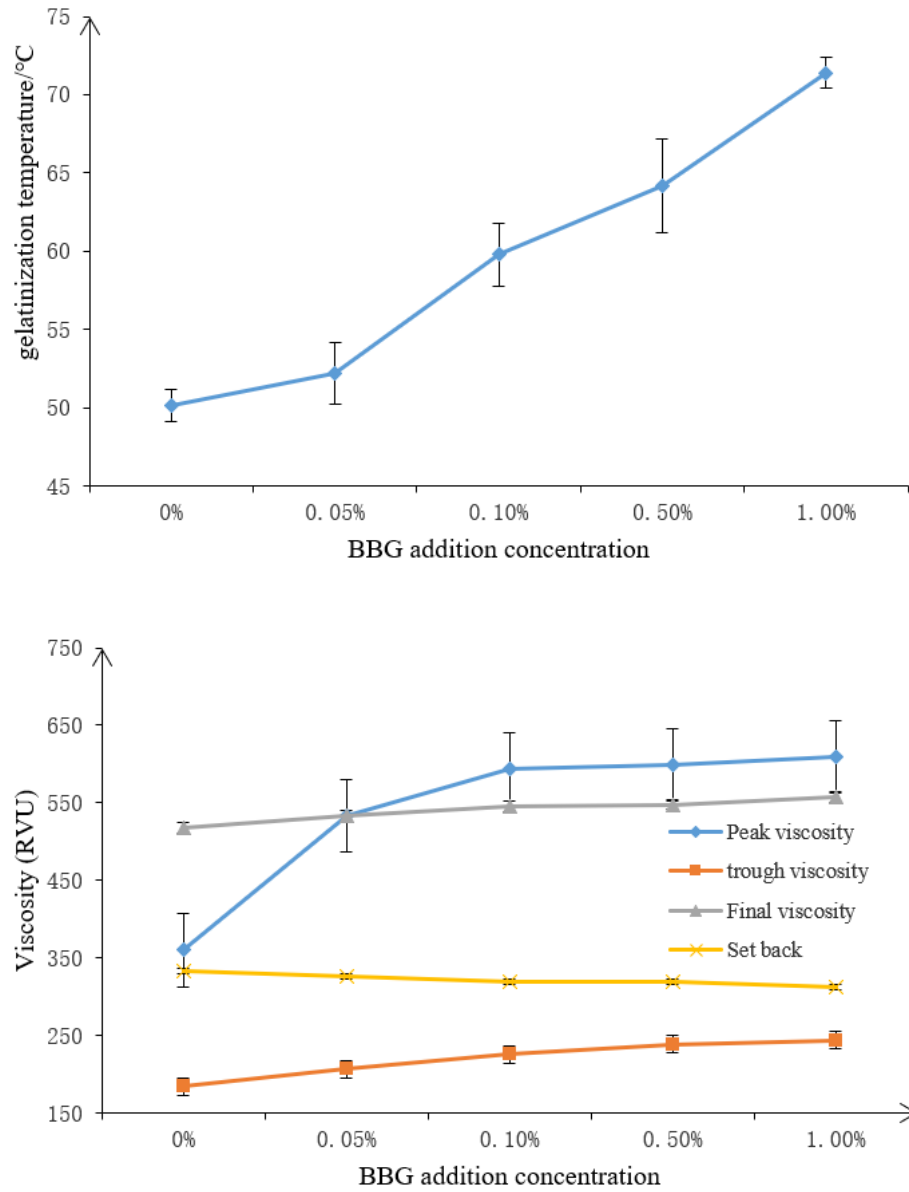 75
70
65
60
55
50
45
gelatinization temperature/℃
0% 0.05% 0.10% 0.50% 1.00%
BBG addition concentration
750
650
550
450
350
250
150
Viscosity (RVU)
Peak viscosity
trough viscosity
Final viscosity
Set back
0% 0.05% 0.10% 0.50% 1.00%
BBG addition concentration